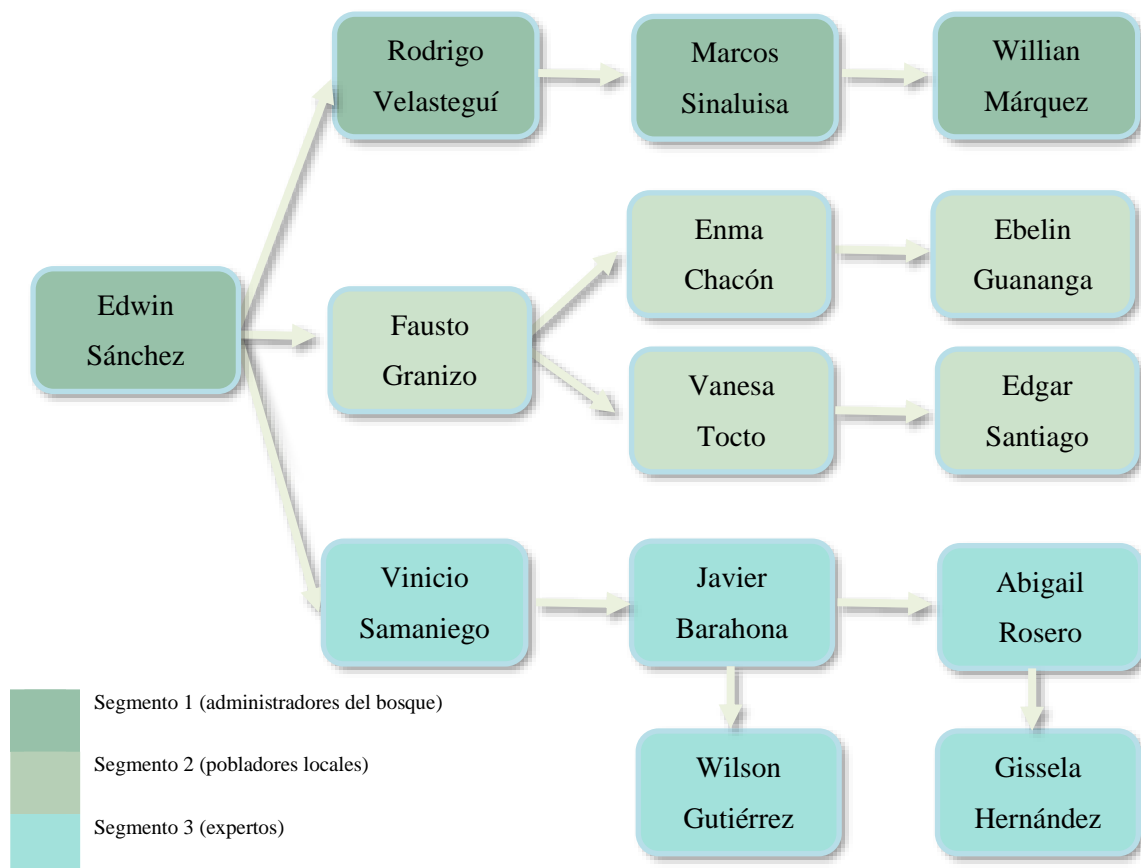 Rodrigo
Velasteguí
Marcos
Sinaluisa
Willian
Márquez
Enma
Chacón
Ebelin
Guananga
Edwin
Sánchez
Fausto
Granizo
Vanesa
Tocto
Edgar
Santiago
Vinicio
Samaniego
Javier
Barahona
Abigail
Rosero
Wilson
Gutiérrez
Gissela
Hernández
Segmento 1 (administradores del bosque)
Segmento 2 (pobladores locales)
Segmento 3 (expertos)